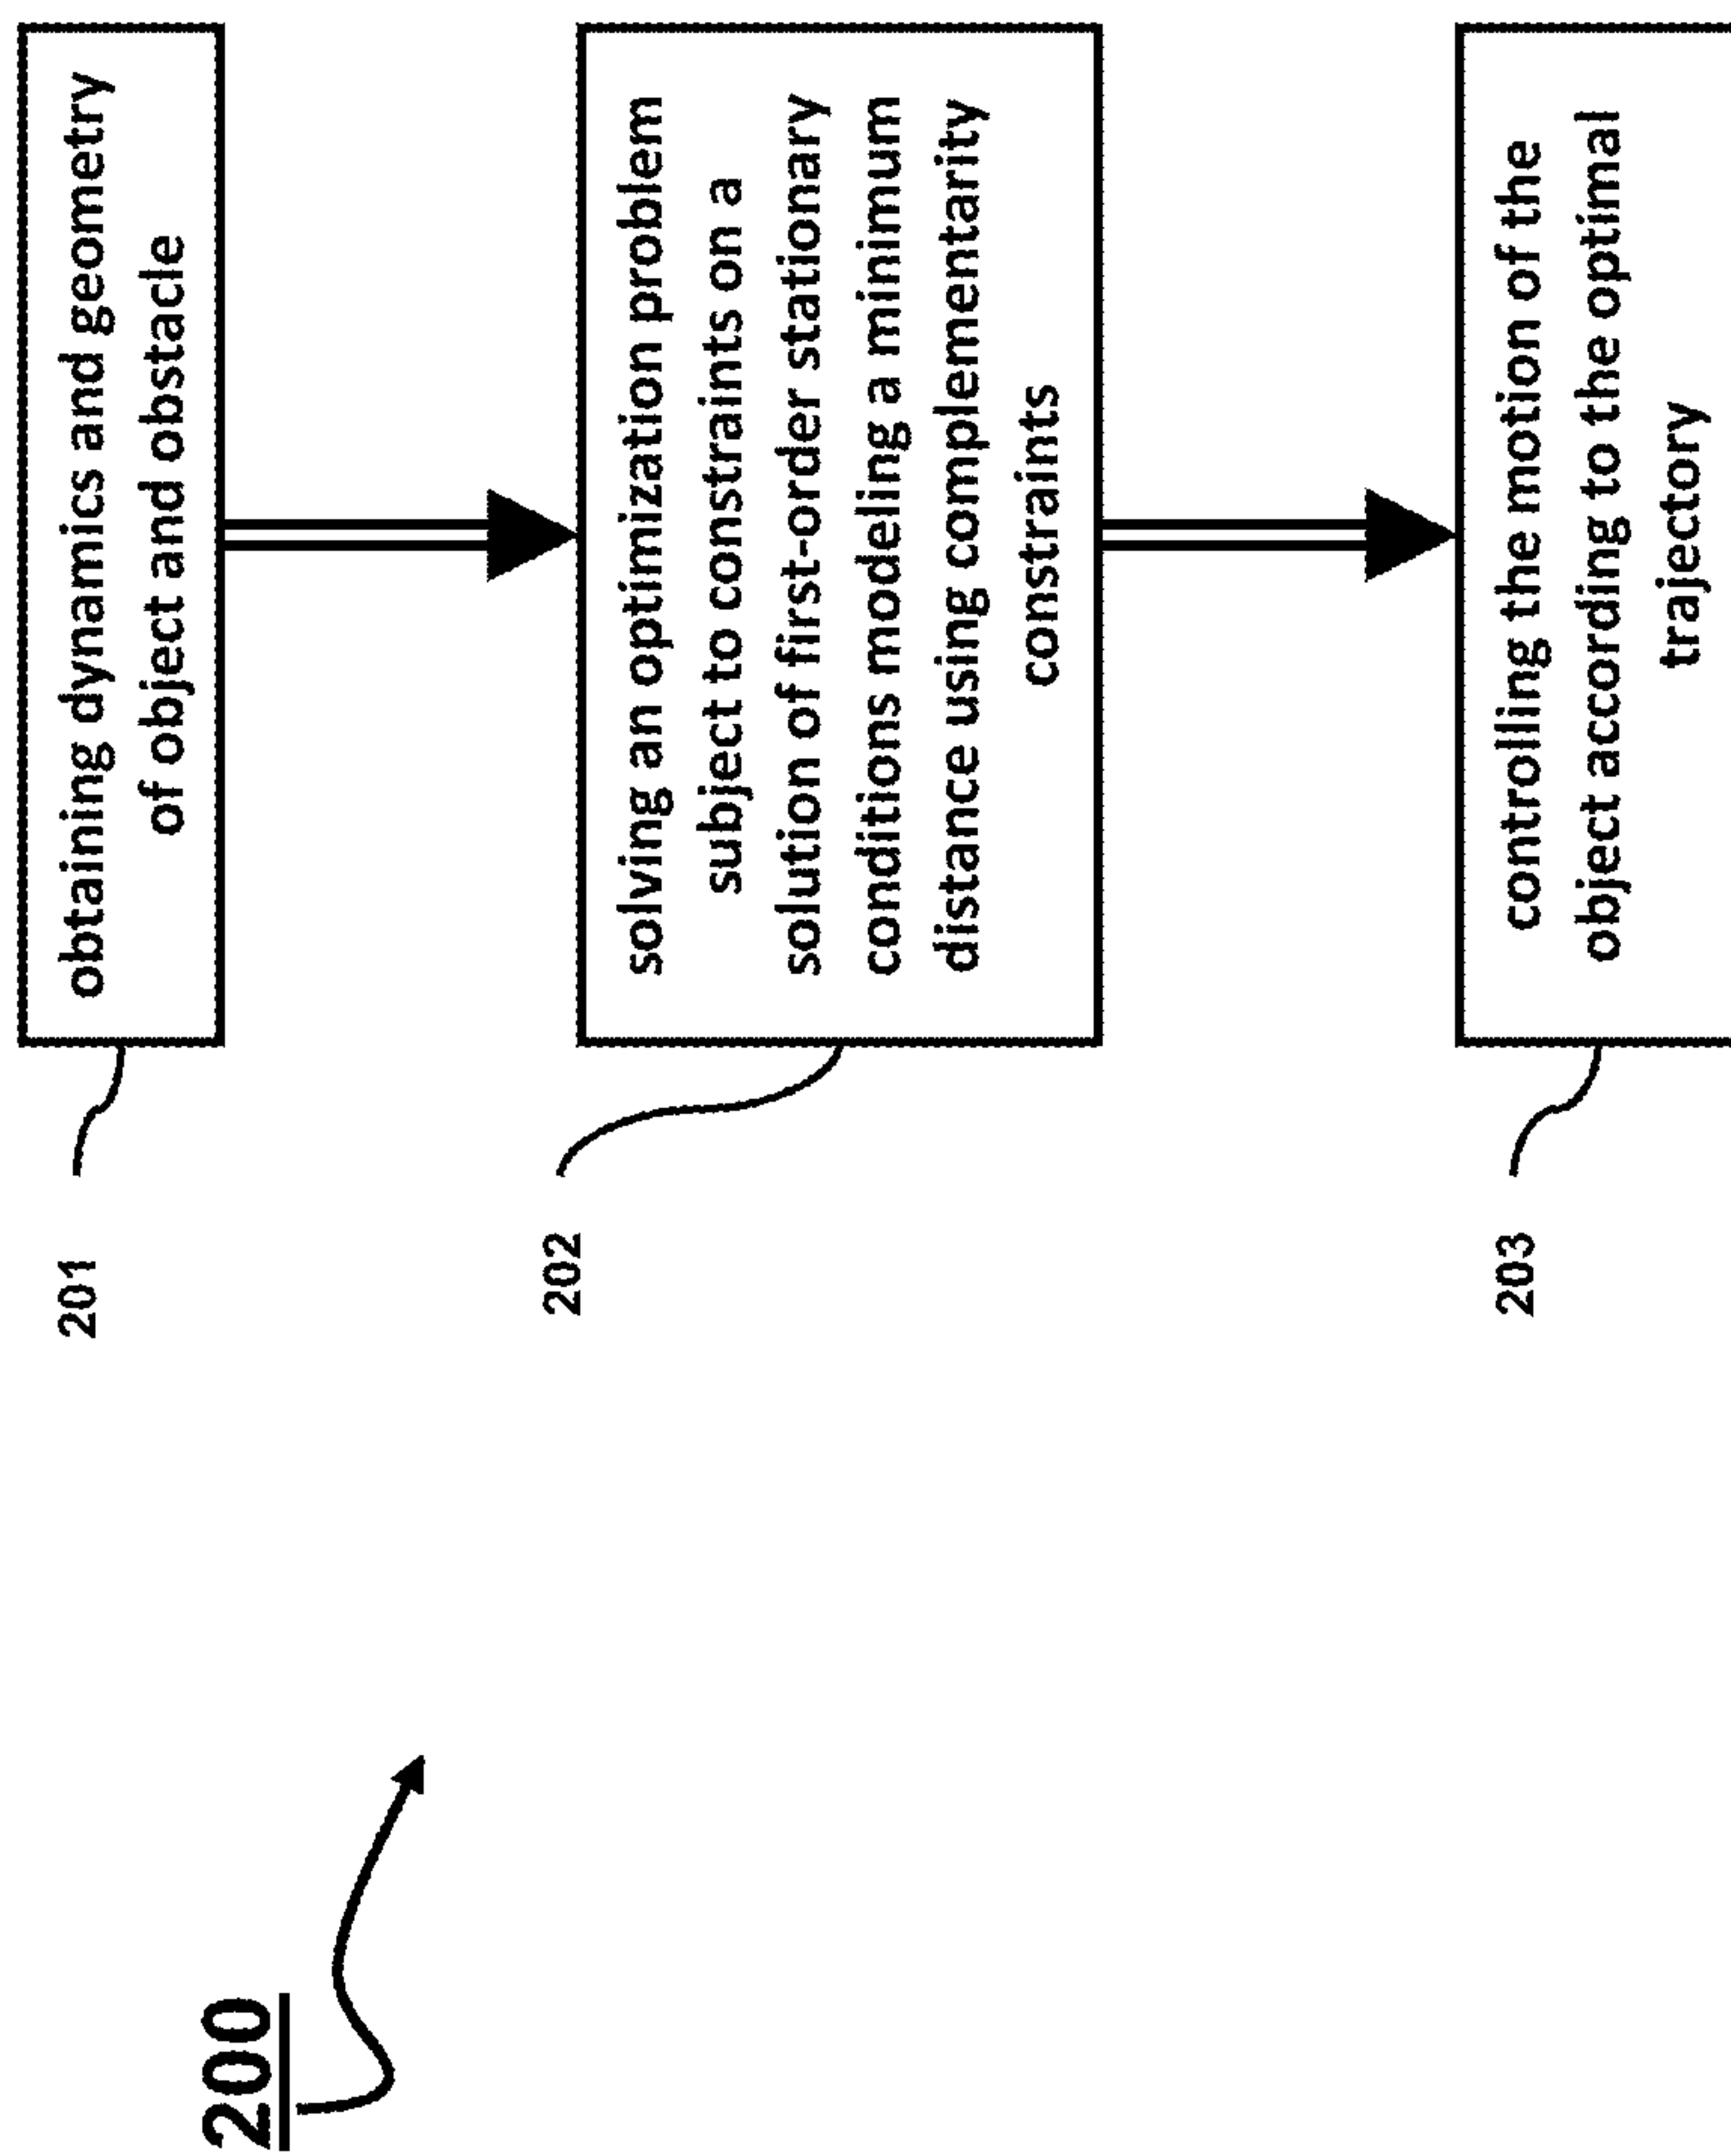 200
201
obtaining dynamics and geometry
of object and obstacle
202
solving an optimization problem
subject to constraints on a
solution of first-order stationary
conditions modeling a minimum
distance using complementarity
constraints
203
controlling the motion of the
object according to the optimal
trajectory